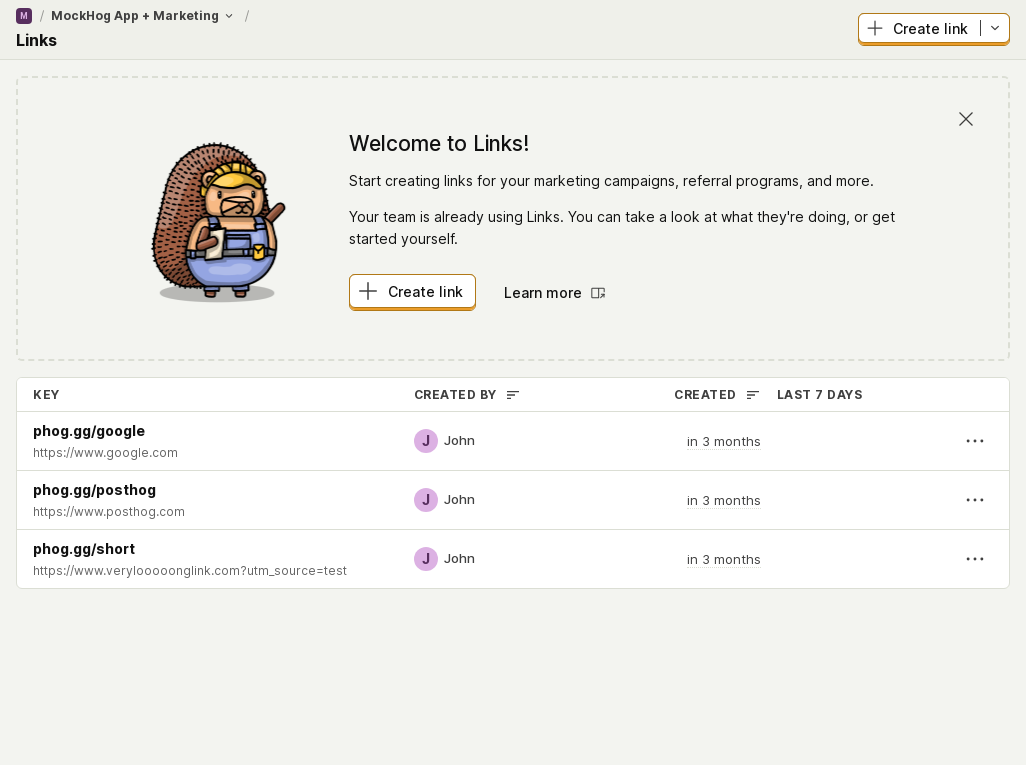 M / MockHog App + Marketing /
Links
Create link
Welcome to Links!
Start creating links for your marketing campaigns, referral programs, and more.
Your team is already using Links. You can take a look at what they're doing, or get
started yourself.
Create link
Learn more
KEY CREATED BY CREATED LAST 7 DAYS
phog.gg/google
https://www.google.com
J John
in 3 months
phog.gg/posthog
https://www.posthog.com
J John
in 3 months
phog.gg/short
https://www.verylooooonglink.com?utm_source=test
J John
in 3 months